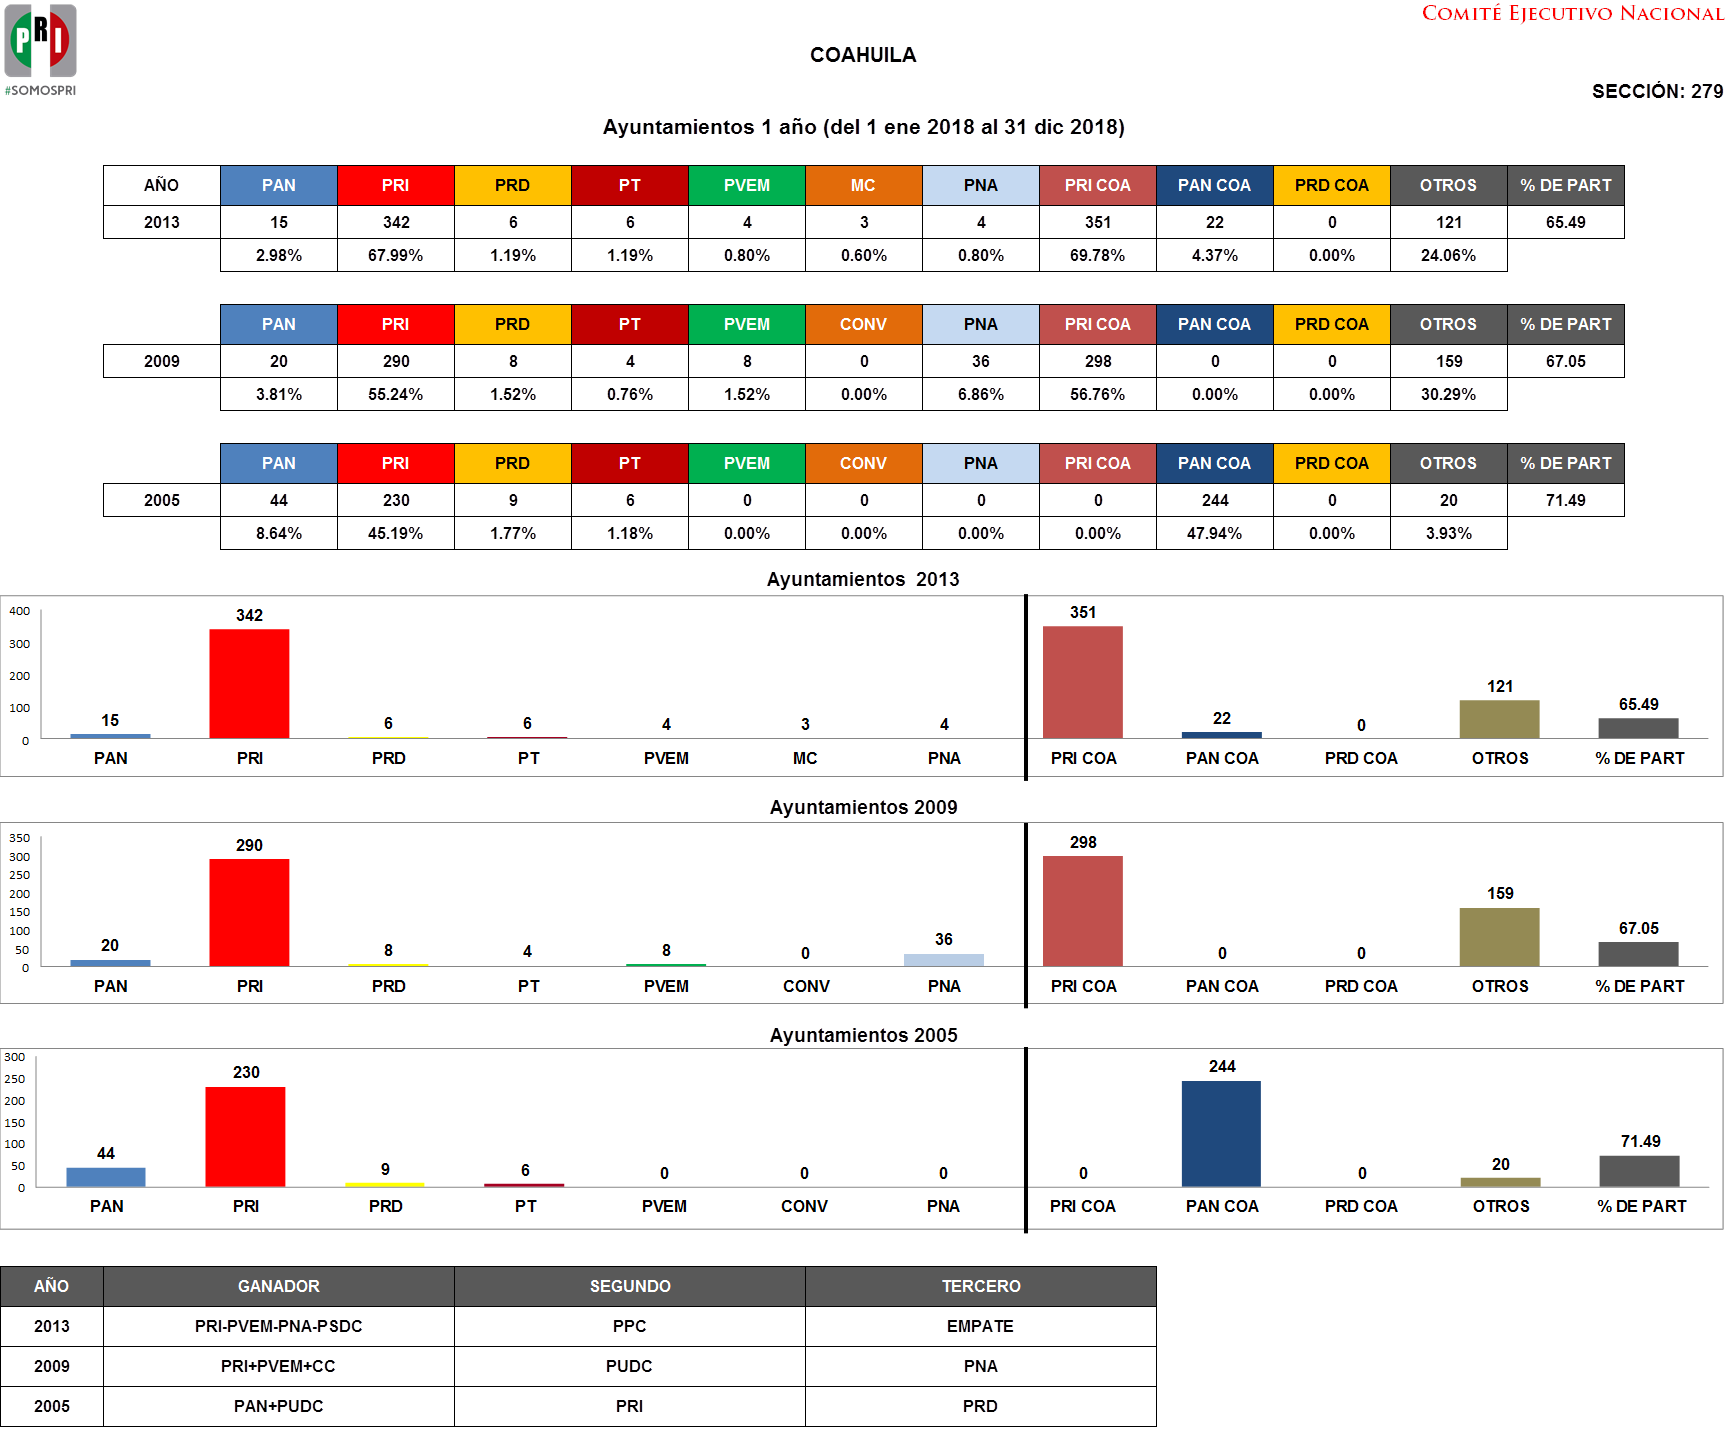 COMITÉ EJECUTIVO NACIONAL
PRI
#SOMOSPRI
COAHUILA
SECCIÓN: 279
Ayuntamientos 1 año (del 1 ene 2018 al 31 dic 2018)
AÑO PAN PRI PRD PT PVEM MC PNA PRI COA PAN COA PRD COA OTROS % DE PART
2013 15 342 6 6 4 3 4 351 22 0 121 65.49
2.98% 67.99% 1.19% 1.19% 0.80% 0.60% 0.80% 69.78% 4.37% 0.00% 24.06%
PAN PRI PRD PT PVEM CONV PNA PRI COA PAN COA PRD COA OTROS % DE PART
2009 20 290 8 4 8 0 36 298 0 0 159 67.05
3.81% 55.24% 1.52% 0.76% 1.52% 0.00% 6.86% 56.76% 0.00% 0.00% 30.29%
PAN PRI PRD PT PVEM CONV PNA PRI COA PAN COA PRD COA OTROS % DE PART
2005 44 230 9 6 0 0 0 0 244 0 20 71.49
8.64% 45.19% 1.77% 1.18% 0.00% 0.00% 0.00% 0.00% 47.94% 0.00% 3.93%
Ayuntamientos 2013
400
300
200
100
0
15 342 6 6 4 3 4 351 22 0 121 65.49
PAN PRI PRD PT PVEM MC PNA PRI COA PAN COA PRD COA OTROS % DE PART
Ayuntamientos 2009
350
300
250
200
150
100
50
0
20 290 8 4 8 0 36 298 0 0 159 67.05
PAN PRI PRD PT PVEM CONV PNA PRI COA PAN COA PRD COA OTROS % DE PART
Ayuntamientos 2005
300
250
200
150
100
50
0
44 230 9 6 0 0 0 0 244 0 20 71.49
PAN PRI PRD PT PVEM CONV PNA PRI COA PAN COA PRD COA OTROS % DE PART
AÑO GANADOR SEGUNDO TERCERO
2013 PRI-PVEM-PNA-PSDC PPC EMPATE
2009 PRI+PVEM+CC PUDC PNA
2005 PAN+PUDC PRI PRD